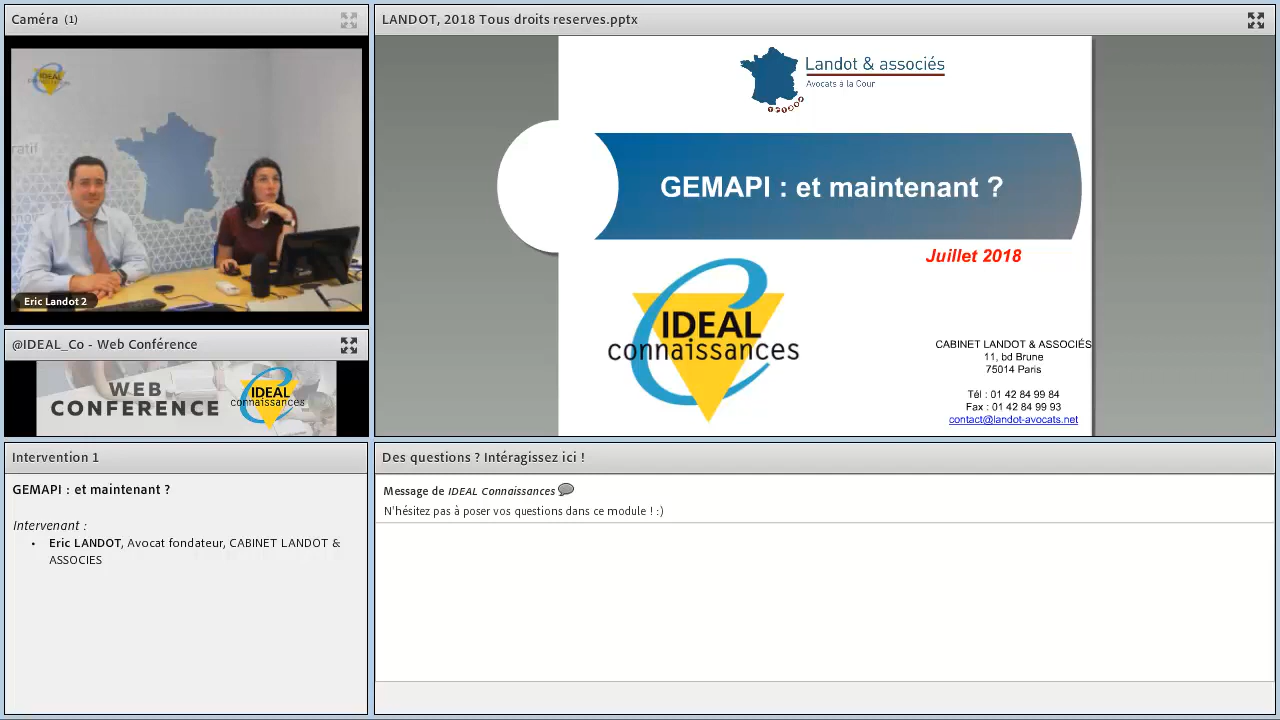 Caméra (1)
IDEAL
ratif
Eric Landot 2
@IDEAL_Co - Web Conférence
WEB
CONFERENCE
IDEAL
connaissances
Intervention 1
GEMAPI : et maintenant ?
Intervenant :
• Eric LANDOT, Avocat fondateur, CABINET LANDOT &
ASSOCIES
LANDOT, 2018 Tous droits reserves.pptx
Landot & associés
Avocats à la Cour
GEMAPI : et maintenant ?
Juillet 2018
IDEAL
connaissances
CABINET LANDOT & ASSOCIÉS
11, bd Brune
75014 Paris
Tél : 01 42 84 99 84
Fax : 01 42 84 99 93
contact@landot-avocats.net
Des questions ? Intéragissez ici !
Message de IDEAL Connaissances
N'hésitez pas à poser vos questions dans ce module ! :)